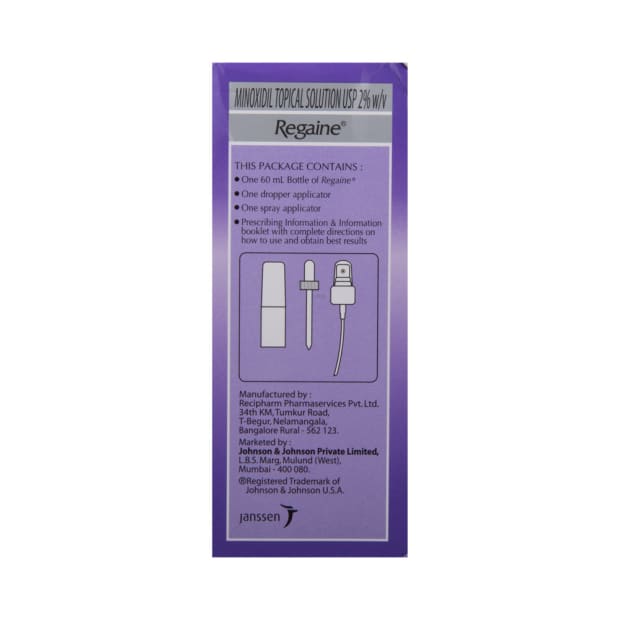 MINOXIDIL TOPICAL SOLUTION USP 2% w/v
Regaine®
THIS PACKAGE CONTAINS :
● One 60 mL Bottle of Regaine®
● One dropper applicator
● One spray applicator
● Prescribing Information & Information
booklet with complete directions on
how to use and obtain best results
Manufactured by :
Recipharm Pharmaservices Pvt. Ltd.
34th KM, Tumkur Road,
T-Begur, Nelamangala,
Bangalore Rural - 562 123.
Marketed by :
Johnson & Johnson Private Limited,
L.B.S. Marg, Mulund (West),
Mumbai - 400 080.
®Registered Trademark of
Johnson & Johnson U.S.A.
janssen